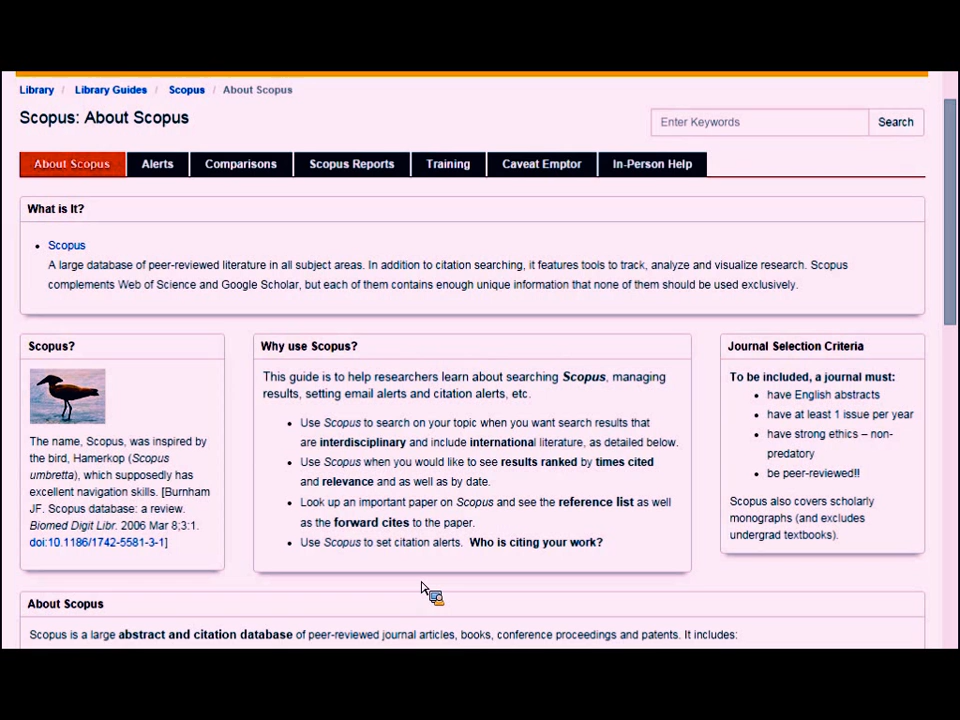 Library / Library Guides / Scopus / About Scopus
Scopus: About Scopus
Enter Keywords
Search
About Scopus
Alerts
Comparisons
Scopus Reports
Training
Caveat Emptor
In-Person Help
What is It?
• Scopus
A large database of peer-reviewed literature in all subject areas. In addition to citation searching, it features tools to track, analyze and visualize research. Scopus
complements Web of Science and Google Scholar, but each of them contains enough unique information that none of them should be used exclusively.
Scopus?
The name, Scopus, was inspired by
the bird, Hamerkop (Scopus
umbretta), which supposedly has
excellent navigation skills. [Burnham
JF. Scopus database: a review.
Biomed Digit Libr. 2006 Mar 8;3:1.
doi:10.1186/1742-5581-3-1]
Why use Scopus?
This guide is to help researchers learn about searching Scopus, managing
results, setting email alerts and citation alerts, etc.
• Use Scopus to search on your topic when you want search results that
are interdisciplinary and include international literature, as detailed below.
• Use Scopus when you would like to see results ranked by times cited
and relevance and as well as by date.
• Look up an important paper on Scopus and see the reference list as well
as the forward cites to the paper.
• Use Scopus to set citation alerts. Who is citing your work?
Journal Selection Criteria
To be included, a journal must:
• have English abstracts
• have at least 1 issue per year
• have strong ethics – non-
predatory
• be peer-reviewed!!
Scopus also covers scholarly
monographs (and excludes
undergrad textbooks).
About Scopus
Scopus is a large abstract and citation database of peer-reviewed journal articles, books, conference proceedings and patents. It includes: